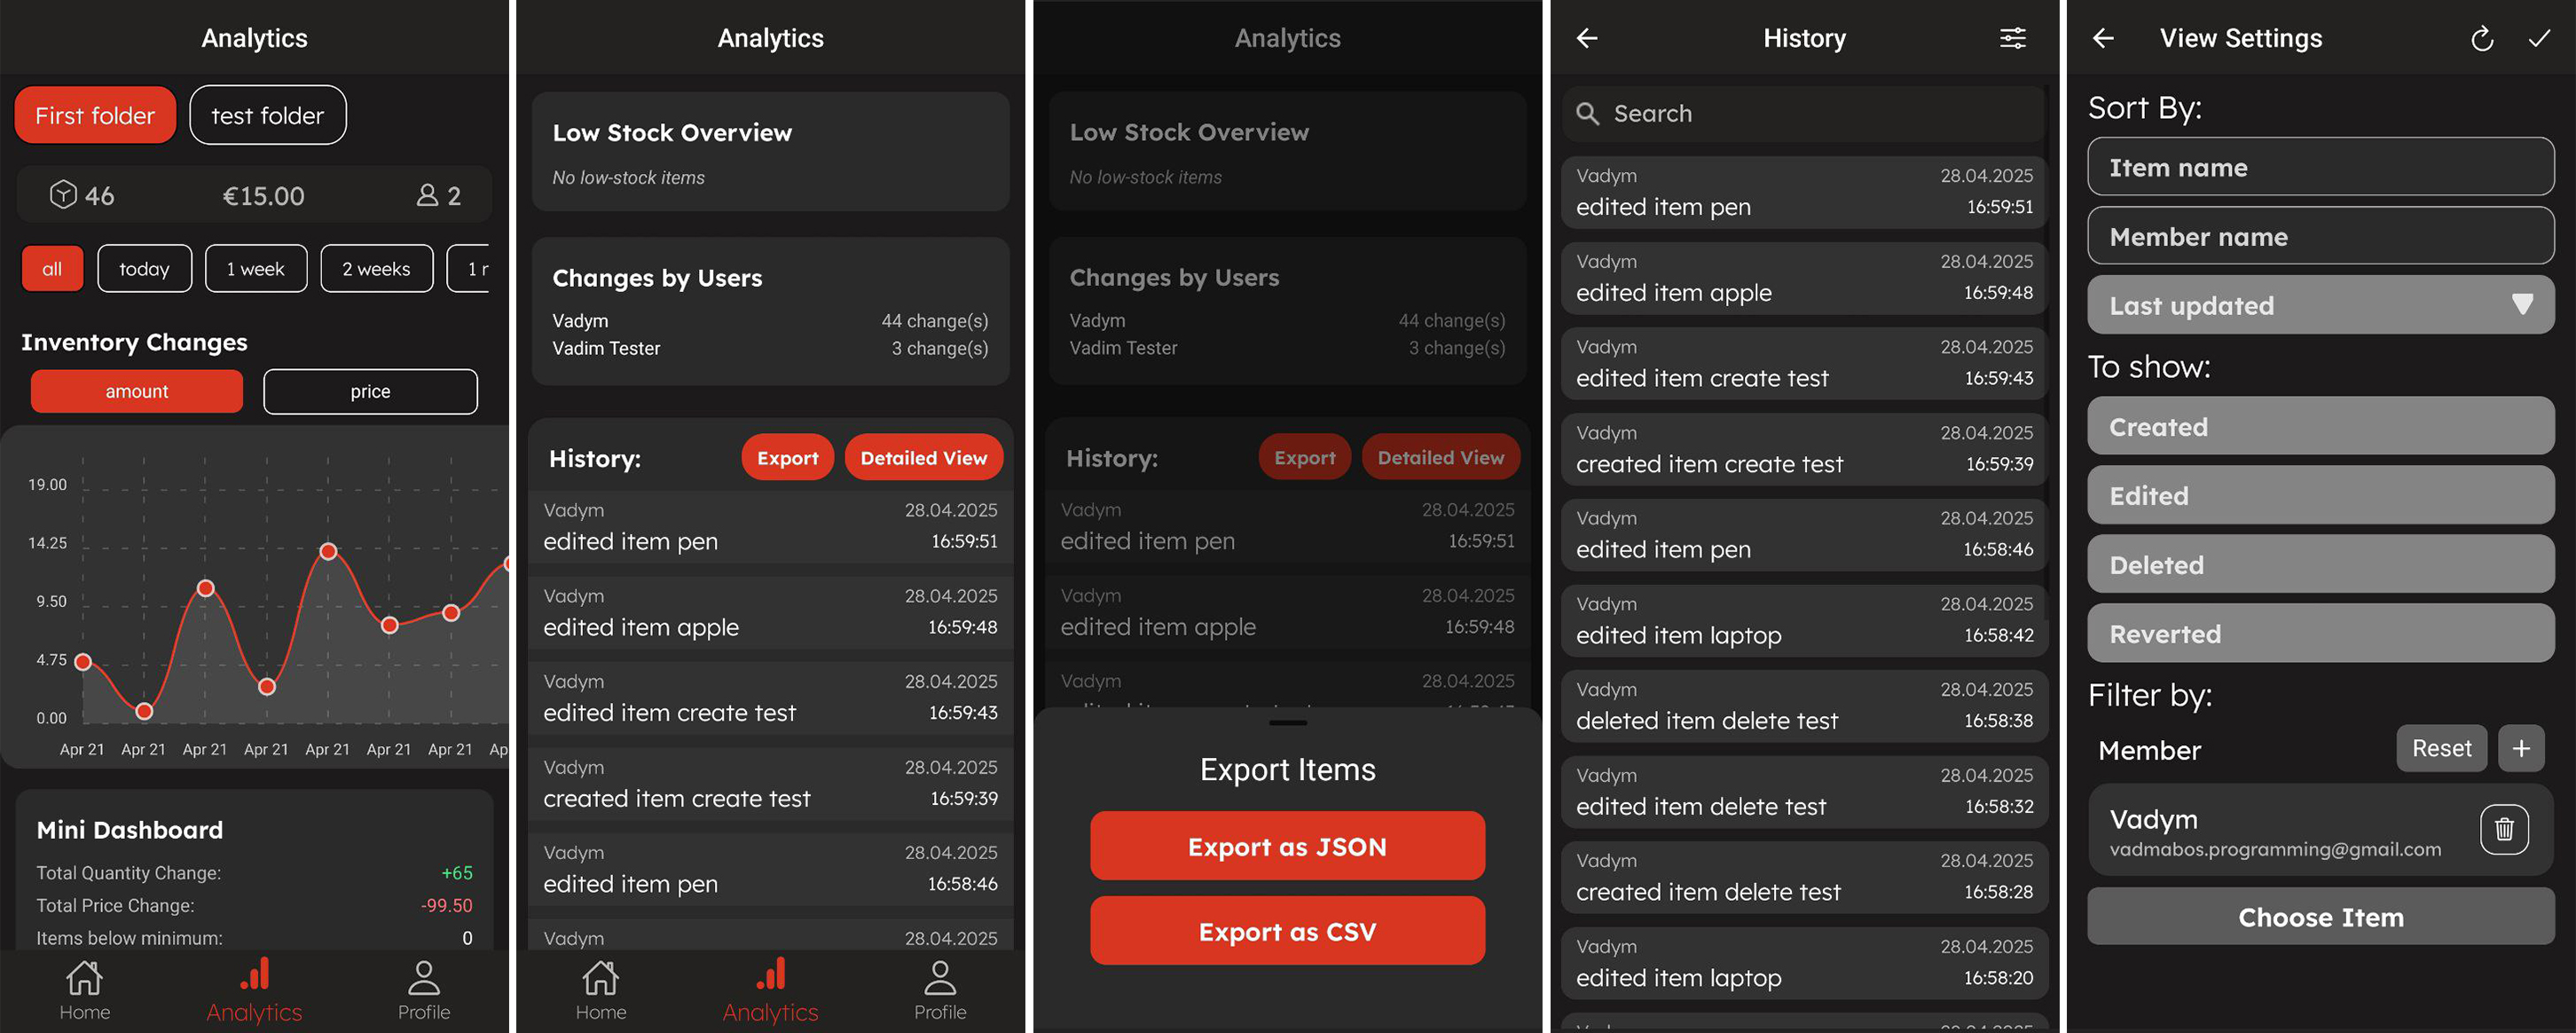 Analytics
First folder
test folder
46
€15.00
2
all
today
1 week
2 weeks
Inventory Changes
amount
price
19.00
14.25
9.50
4.75
0.00
Apr 21 Apr 21 Apr 21 Apr 21 Apr 21 Apr 21 Apr 21 Ap
Mini Dashboard
Total Quantity Change: +65
Total Price Change: -99.50
Items below minimum: 0
Home
Analytics
Profile
Analytics
Low Stock Overview
No low-stock items
Changes by Users
Vadym 44 change(s)
Vadim Tester 3 change(s)
History:
Export
Detailed View
Vadym 28.04.2025
edited item pen 16:59:51
Vadym 28.04.2025
edited item apple 16:59:48
Vadym 28.04.2025
edited item create test 16:59:43
Vadym 28.04.2025
created item create test 16:59:39
Vadym 28.04.2025
edited item pen 16:58:46
Vadym 28.04.2025
Home
Analytics
Profile
Analytics
Low Stock Overview
No low-stock items
Changes by Users
Vadym 44 change(s)
Vadim Tester 3 change(s)
History:
Export
Detailed View
Vadym 28.04.2025
edited item pen 16:59:51
Vadym 28.04.2025
edited item apple 16:59:48
Vadym 28.04.2025
Export Items
Export as JSON
Export as CSV
History
Search
Vadym 28.04.2025
edited item pen 16:59:51
Vadym 28.04.2025
edited item apple 16:59:48
Vadym 28.04.2025
edited item create test 16:59:43
Vadym 28.04.2025
created item create test 16:59:39
Vadym 28.04.2025
edited item pen 16:58:46
Vadym 28.04.2025
edited item laptop 16:58:42
Vadym 28.04.2025
deleted item delete test 16:58:38
Vadym 28.04.2025
edited item delete test 16:58:32
Vadym 28.04.2025
created item delete test 16:58:28
Vadym 28.04.2025
edited item laptop 16:58:20
View Settings
Sort By:
Item name
Member name
Last updated
To show:
Created
Edited
Deleted
Reverted
Filter by:
Member
Reset
+
Vadym
vadmabos.programming@gmail.com
Choose Item